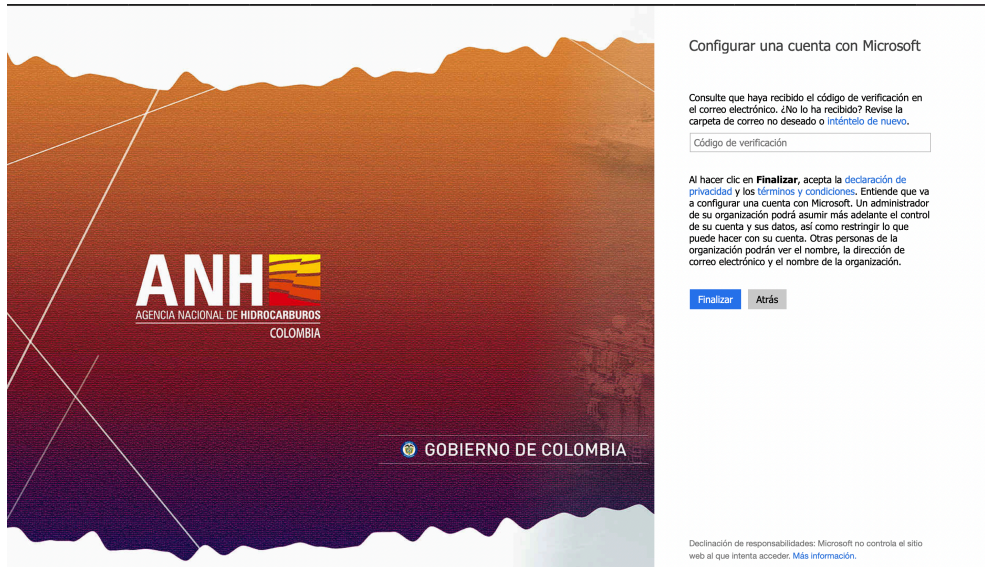 Configurar una cuenta con Microsoft
Consulte que haya recibido el código de verificación en
el correo electrónico. ¿No lo ha recibido? Revise la
carpeta de correo no deseado o inténtelo de nuevo.
Código de verificación
Al hacer clic en Finalizar, acepta la declaración de
privacidad y los términos y condiciones. Entiende que va
a configurar una cuenta con Microsoft. Un administrador
de su organización podrá asumir más adelante el control
de su cuenta y sus datos, así como restringir lo que
puede hacer con su cuenta. Otras personas de la
organización podrán ver el nombre, la dirección de
correo electrónico y el nombre de la organización.
Finalizar Atrás
ANH
AGENCIA NACIONAL DE HIDROCARBUROS
COLOMBIA
GOBIERNO DE COLOMBIA
Declinación de responsabilidades: Microsoft no controla el sitio
web al que intenta acceder. Más información.